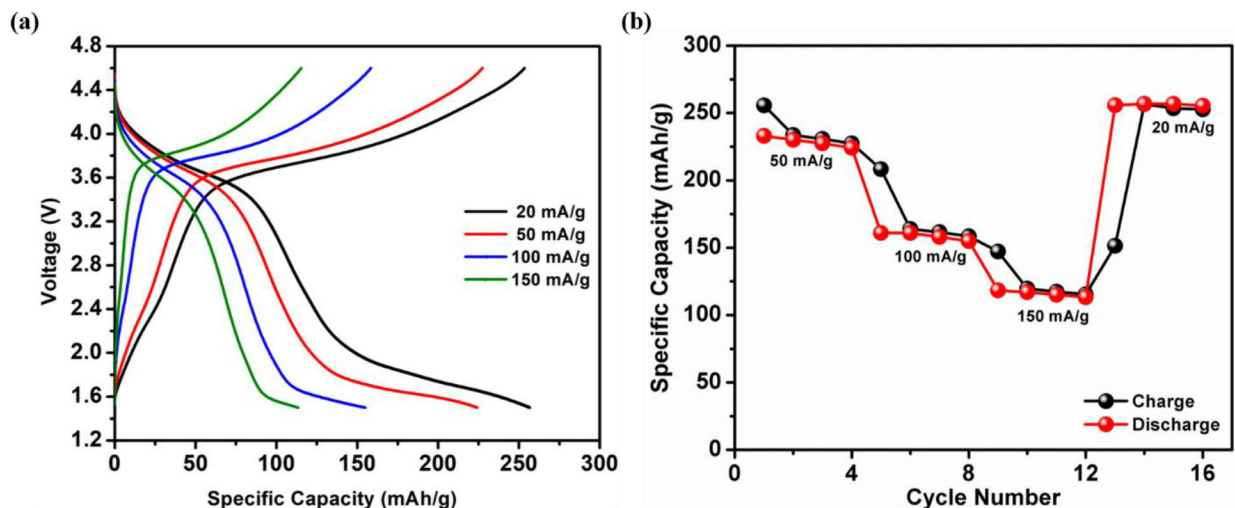 (a)
4.8
4.4
4.0
3.6
3.2
2.8
2.4
2.0
1.6
1.2
Voltage (V)
20 mA/g
50 mA/g
100 mA/g
150 mA/g
0 50 100 150 200 250 300
Specific Capacity (mAh/g)
(b)
300
250
200
150
100
50
0
Specific Capacity (mAh/g)
50 mA/g
100 mA/g
150 mA/g
20 mA/g
Charge
Discharge
0 4 8 12 16
Cycle Number